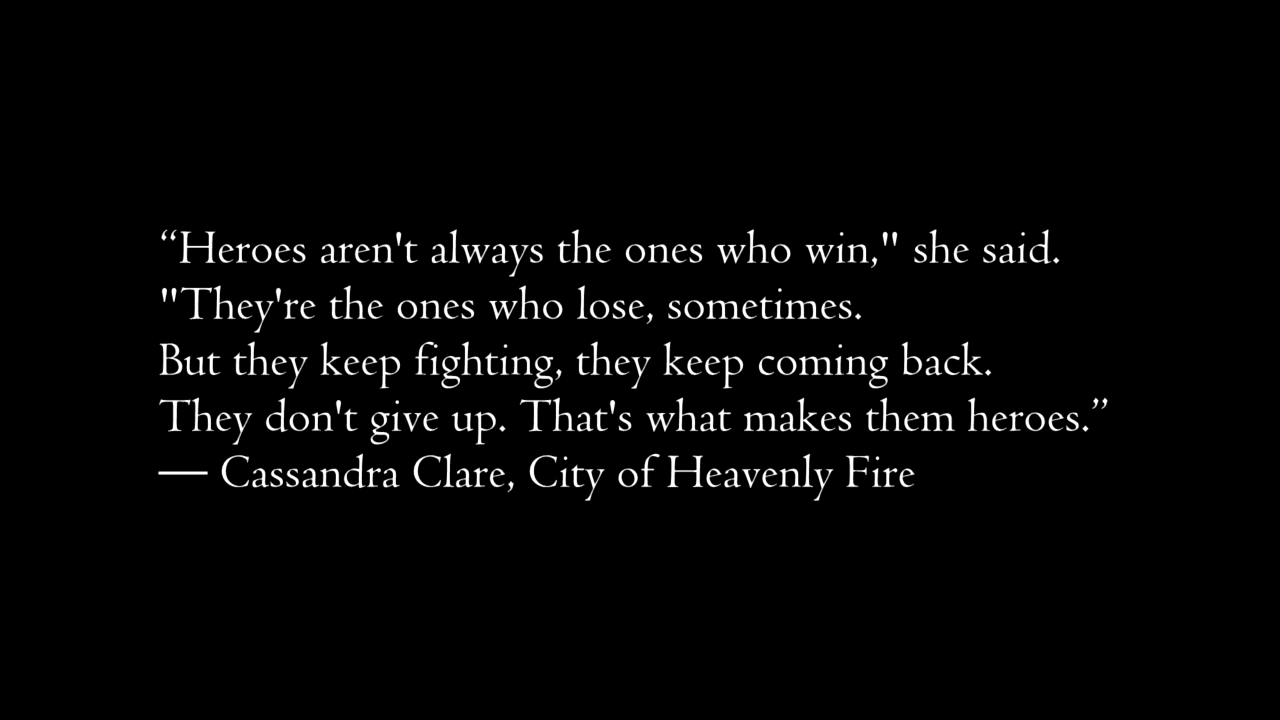 “Heroes aren't always the ones who win," she said.
"They're the ones who lose, sometimes.
But they keep fighting, they keep coming back.
They don't give up. That's what makes them heroes.”
— Cassandra Clare, City of Heavenly Fire